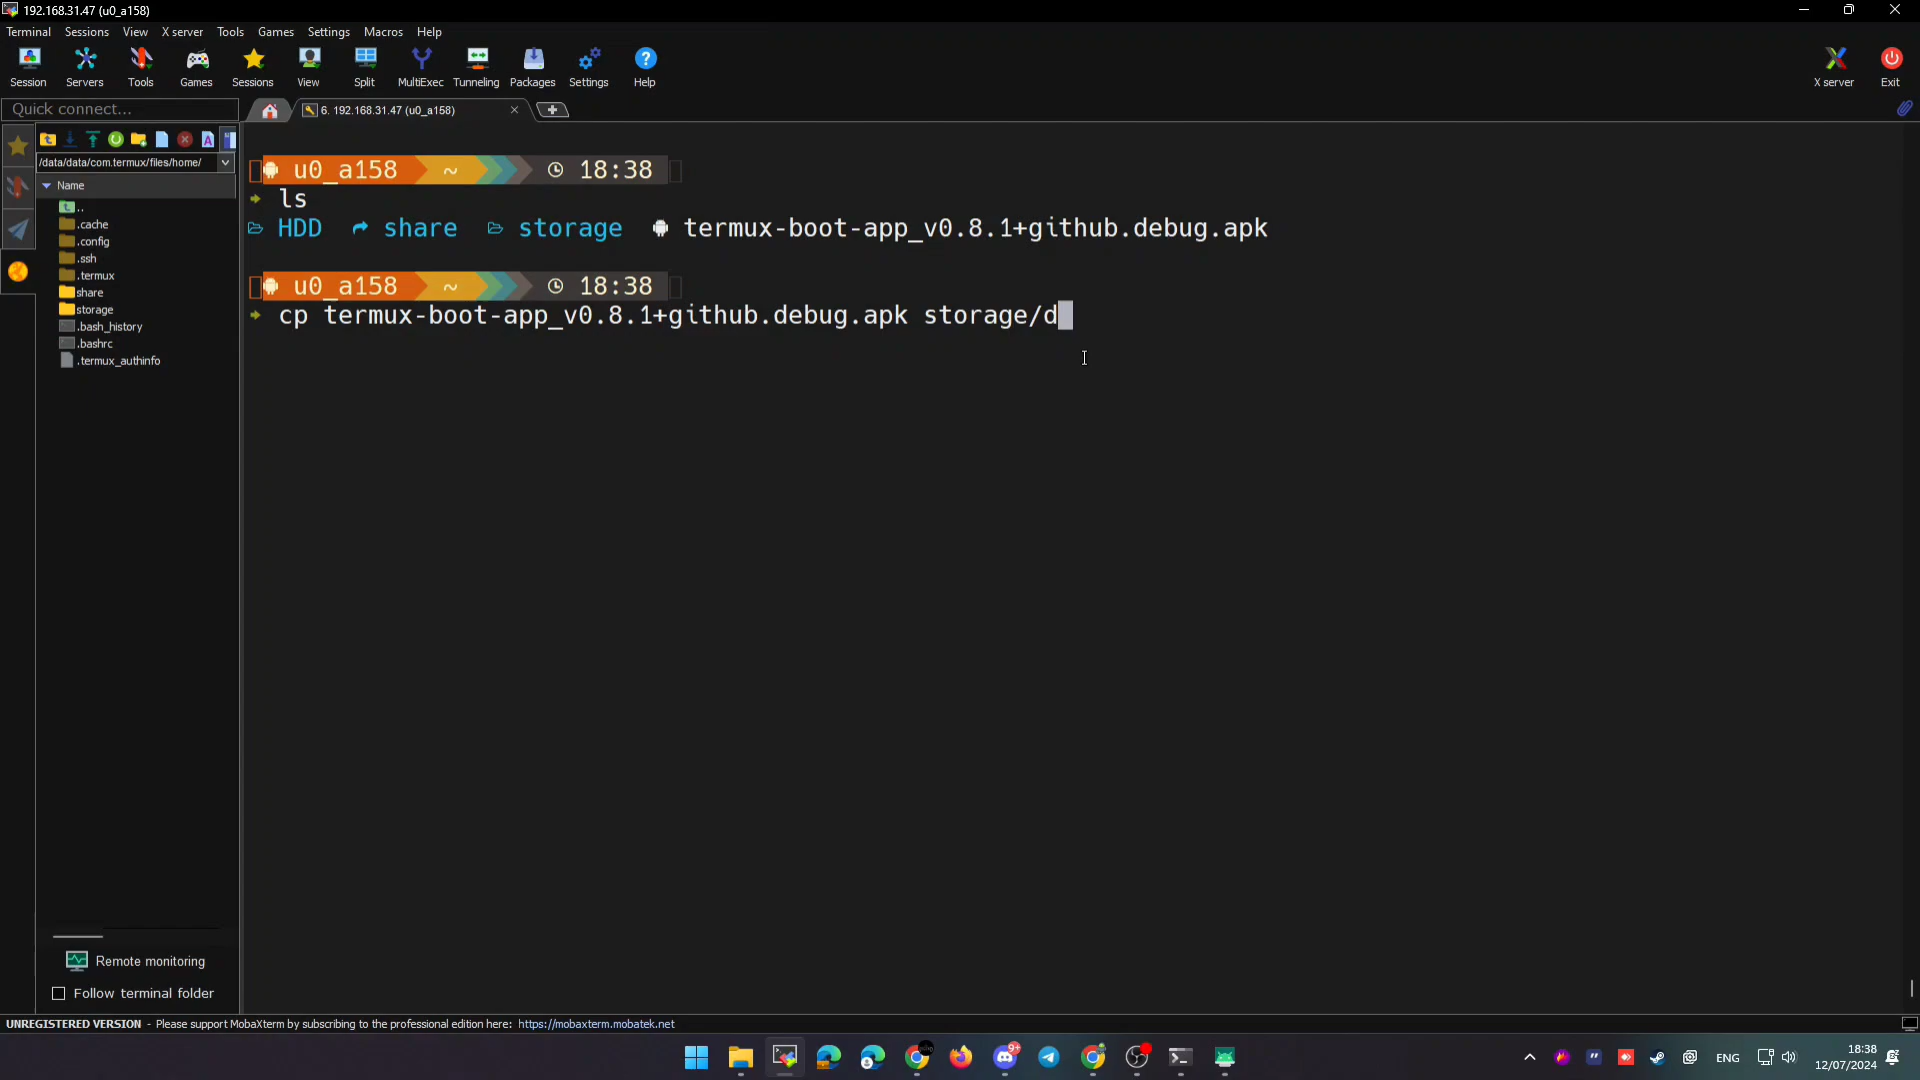 192.168.31.47 (u0_a158)
Terminal Sessions View X server Tools Games Settings Macros Help
Session Servers Tools Games Sessions View Split MultiExec Tunneling Packages Settings Help X server Exit
Quick connect...
6. 192.168.31.47 (u0_a158)
/data/data/com.termux/files/home/
Name
..
.cache
.config
.ssh
.termux
share
storage
.bash_history
.bashrc
.termux_authinfo
u0_a158 ~ 18:38
ls
HDD share storage termux-boot-app_v0.8.1+github.debug.apk
u0_a158 ~ 18:38
cp termux-boot-app_v0.8.1+github.debug.apk storage/d
Remote monitoring
Follow terminal folder
UNREGISTERED VERSION - Please support MobaXterm by subscribing to the professional edition here: https://mobaxterm.mobatek.net
9+
ENG
18:38
12/07/2024